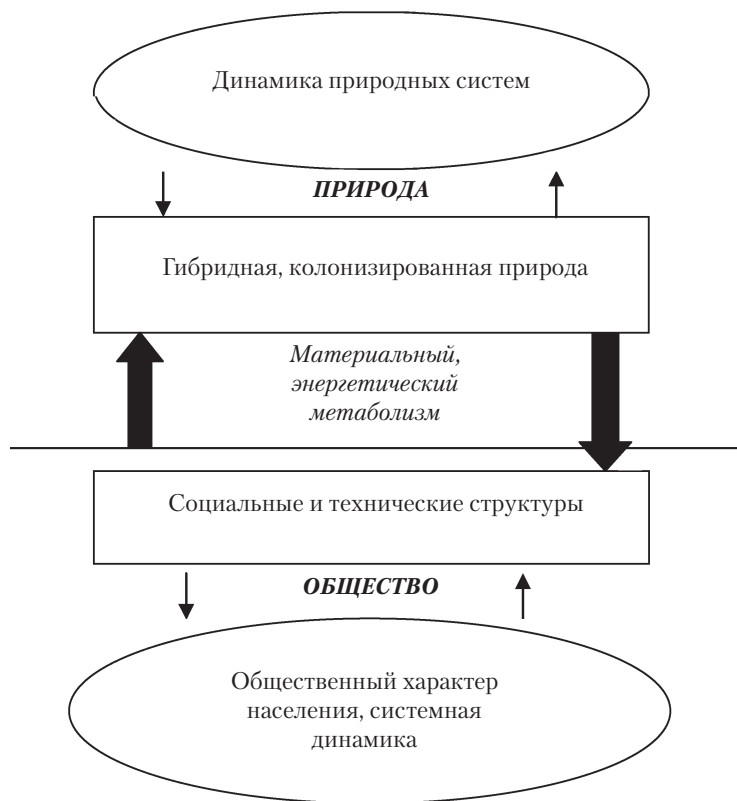 Динамика природных систем
ПРИРОДА
Гибридная, колонизированная природа
Материальный,
энергетический
метаболизм
Социальные и технические структуры
ОБЩЕСТВО
Общественный характер
населения, системная
динамика